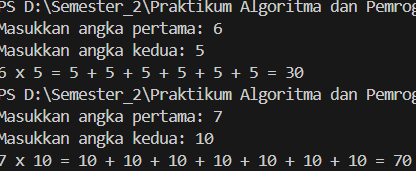 PS D:\Semester_2\Praktikum Algoritma dan Pemrog
Masukkan angka pertama: 6
Masukkan angka kedua: 5
6 x 5 = 5 + 5 + 5 + 5 + 5 + 5 = 30
PS D:\Semester_2\Praktikum Algoritma dan Pemrog
Masukkan angka pertama: 7
Masukkan angka kedua: 10
7 x 10 = 10 + 10 + 10 + 10 + 10 + 10 + 10 = 70